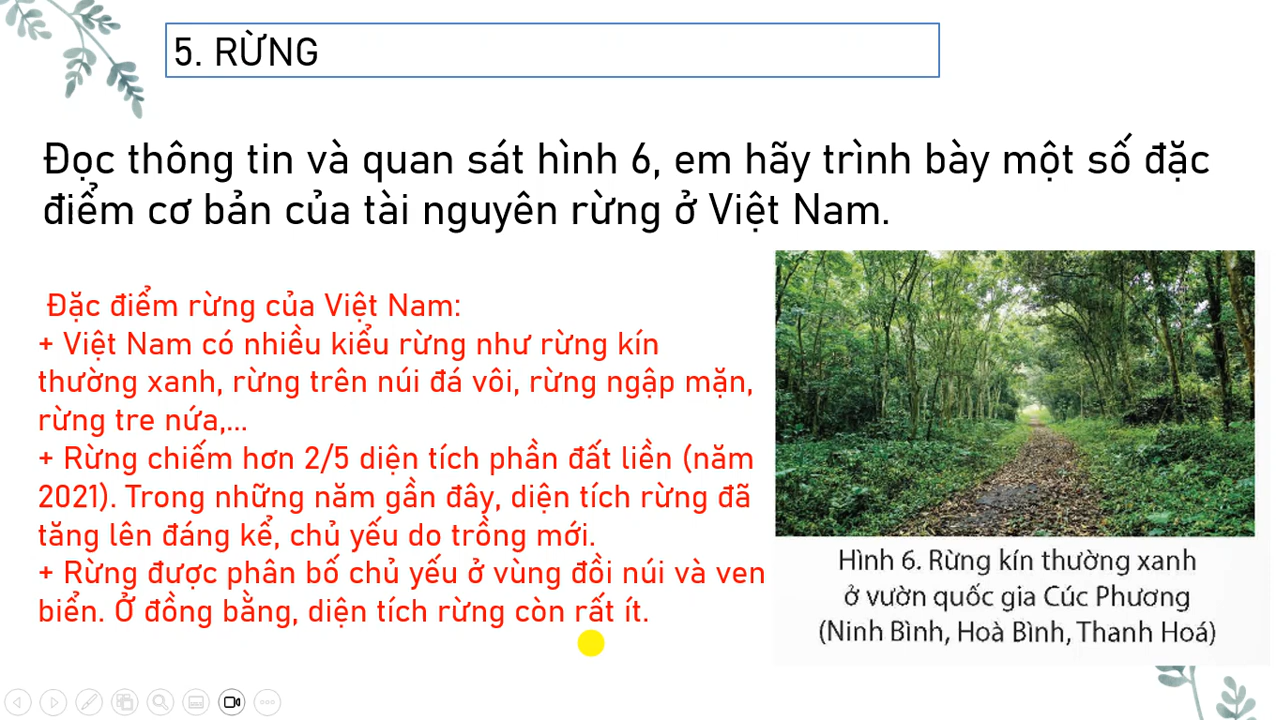 5. RỪNG
Đọc thông tin và quan sát hình 6, em hãy trình bày một số đặc
điểm cơ bản của tài nguyên rừng ở Việt Nam.
Đặc điểm rừng của Việt Nam:
+ Việt Nam có nhiều kiểu rừng như rừng kín
thường xanh, rừng trên núi đá vôi, rừng ngập mặn,
rừng tre nứa,...
+ Rừng chiếm hơn 2/5 diện tích phần đất liền (năm
2021). Trong những năm gần đây, diện tích rừng đã
tăng lên đáng kể, chủ yếu do trồng mới.
+ Rừng được phân bố chủ yếu ở vùng đồi núi và ven
biển. Ở đồng bằng, diện tích rừng còn rất ít.
Hình 6. Rừng kín thường xanh
ở vườn quốc gia Cúc Phương
(Ninh Bình, Hoà Bình, Thanh Hoá)